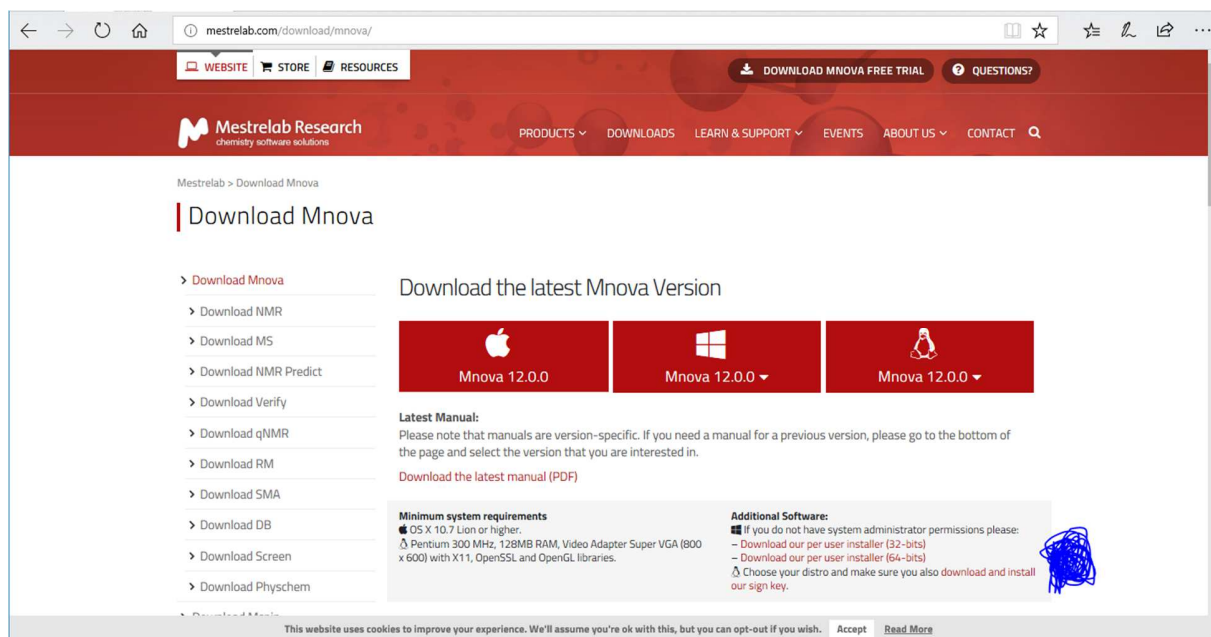 mestrelab.com/download/mnova/
WEBSITE STORE RESOURCES
DOWNLOAD MNOVA FREE TRIAL QUESTIONS?
Mestrelab Research
chemistry software solutions
PRODUCTS DOWNLOADS LEARN & SUPPORT EVENTS ABOUT US CONTACT
Mestrelab > Download Mnova
Download Mnova
> Download Mnova
> Download NMR
> Download MS
> Download NMR Predict
> Download Verify
> Download qNMR
> Download RM
> Download SMA
> Download DB
> Download Screen
> Download Physchem
Download the latest Mnova Version
Mnova 12.0.0
Mnova 12.0.0
Mnova 12.0.0
Latest Manual:
Please note that manuals are version-specific. If you need a manual for a previous version, please go to the bottom of
the page and select the version that you are interested in.
Download the latest manual (PDF)
Minimum system requirements
OS X 10.7 Lion or higher.
Pentium 300 MHz, 128MB RAM, Video Adapter Super VGA (800
x 600) with X11, OpenSSL and OpenGL libraries.
Additional Software:
If you do not have system administrator permissions please:
– Download our per user installer (32-bits)
– Download our per user installer (64-bits)
Choose your distro and make sure you also download and install
our sign key.
This website uses cookies to improve your experience. We'll assume you're ok with this, but you can opt-out if you wish. Accept Read More